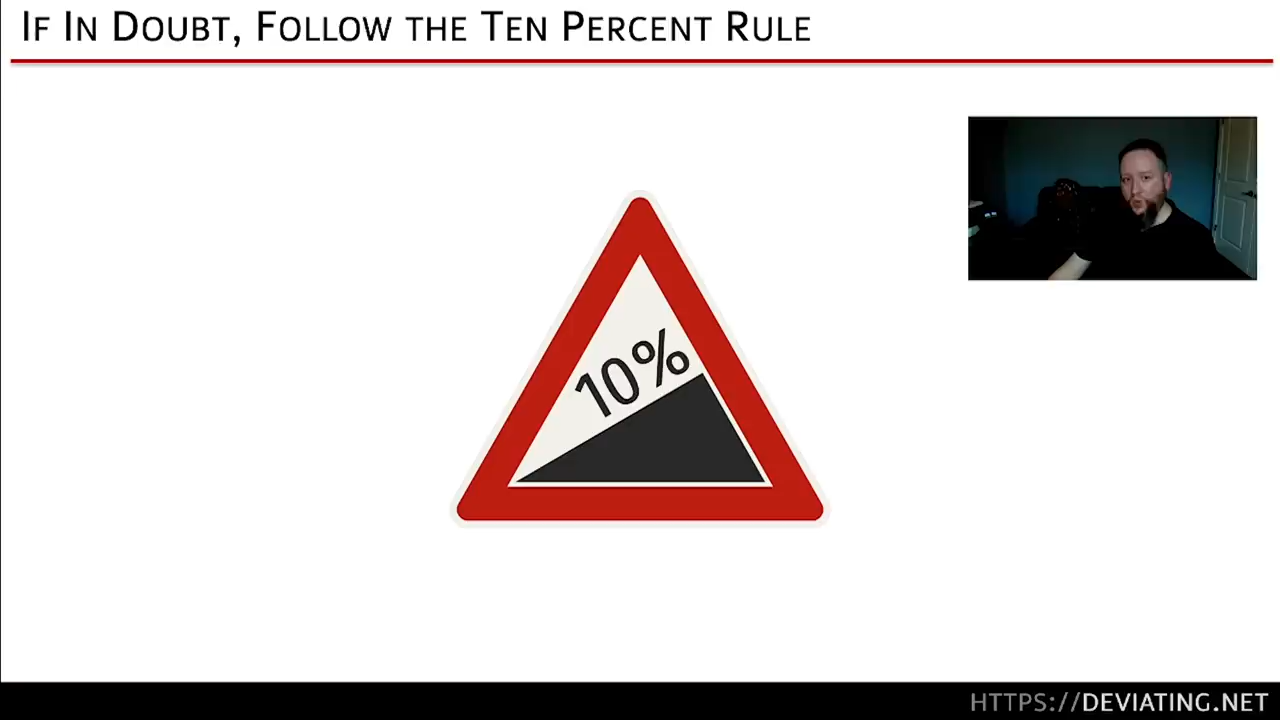 IF IN DOUBT, FOLLOW THE TEN PERCENT RULE
10%
HTTPS://DEVIATING.NET